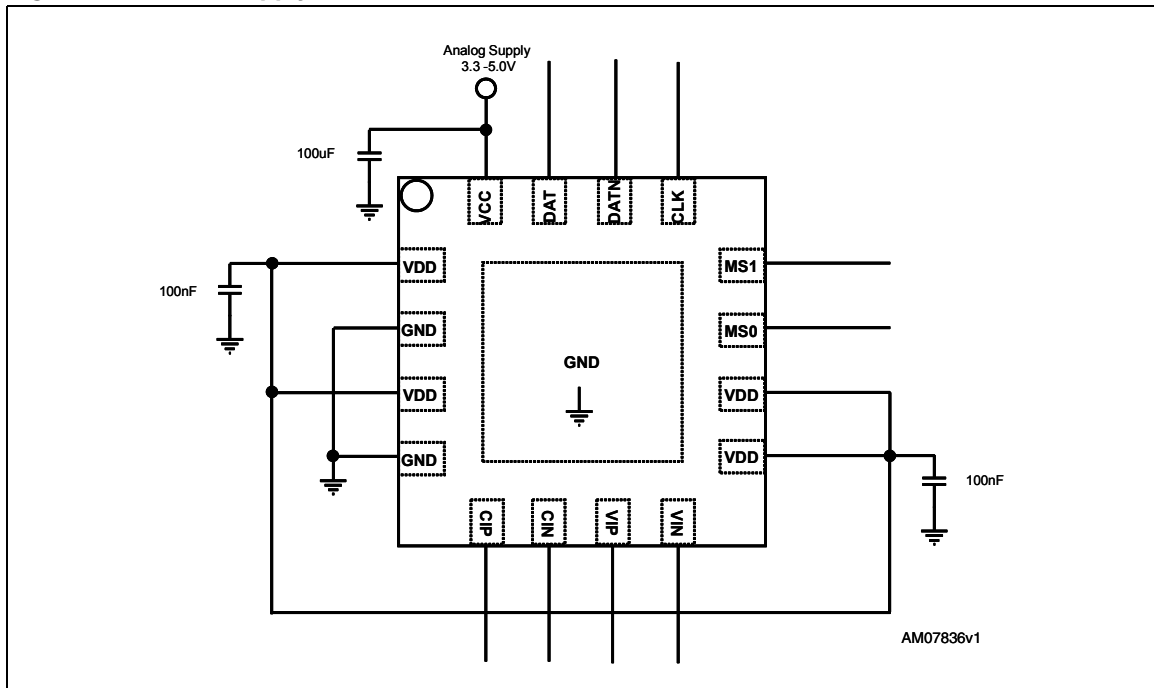 Analog Supply
3.3 -5.0V
100uF
VCC
DAT
DATN
CLK
VDD
MS1
100nF
GND
MS0
GND
VDD
VDD
GND
VDD
100nF
CIP
CIN
VIP
VIN
AM07836v1